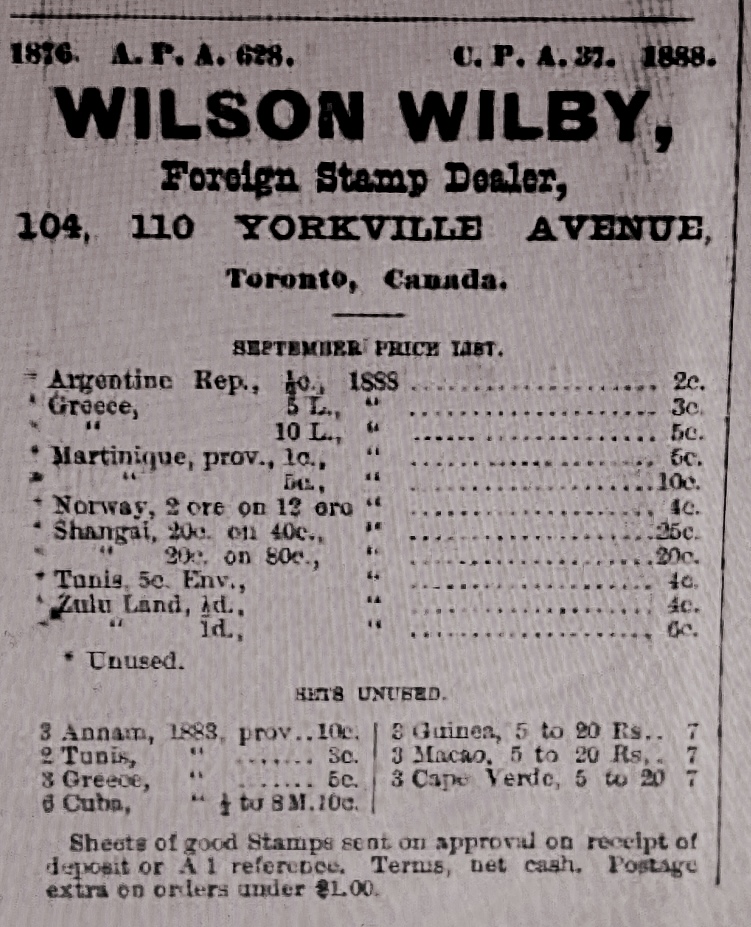 1876. A. P. A. 628. C. P. A. 37. 1888.
WILSON WILBY,
Foreign Stamp Dealer,
104, 110 YORKVILLE AVENUE,
Toronto, Canada.
SEPTEMBER PRICE LIST.
* Argentine Rep., ½c., 1888 ........................ 2c.
* Greece, 5 L., “ ........................ 3c.
* “ 10 L., “ ........................ 5c.
* Martinique, prov., 1c., “ ........................ 5c.
* “ 5c., “ ........................ 10c.
* Norway, 2 ore on 12 ore “ ........................ 4c.
* Shangai, 20c. on 40c., “ ........................ 25c.
* “ 20c. on 80c., “ ........................ 20c.
* Tunis, 5c. Env., “ ........................ 4c.
* Zulu Land, ½d., “ ........................ 4c.
* “ 1d., “ ........................ 6c.
* Unused.
SETS UNUSED.
3 Annam, 1883, prov..10c.
2 Tunis, “ ....... 3c.
3 Greece, “ ....... 5c.
6 Cuba, “ ½ to 8 M.10c.
3 Guinea, 5 to 20 Rs.. 7
3 Macao, 5 to 20 Rs,. 7
3 Cape Verde, 5 to 20 7
Sheets of good Stamps sent on approval on receipt of
deposit or A 1 reference. Terms, net cash. Postage
extra on orders under $1.00.